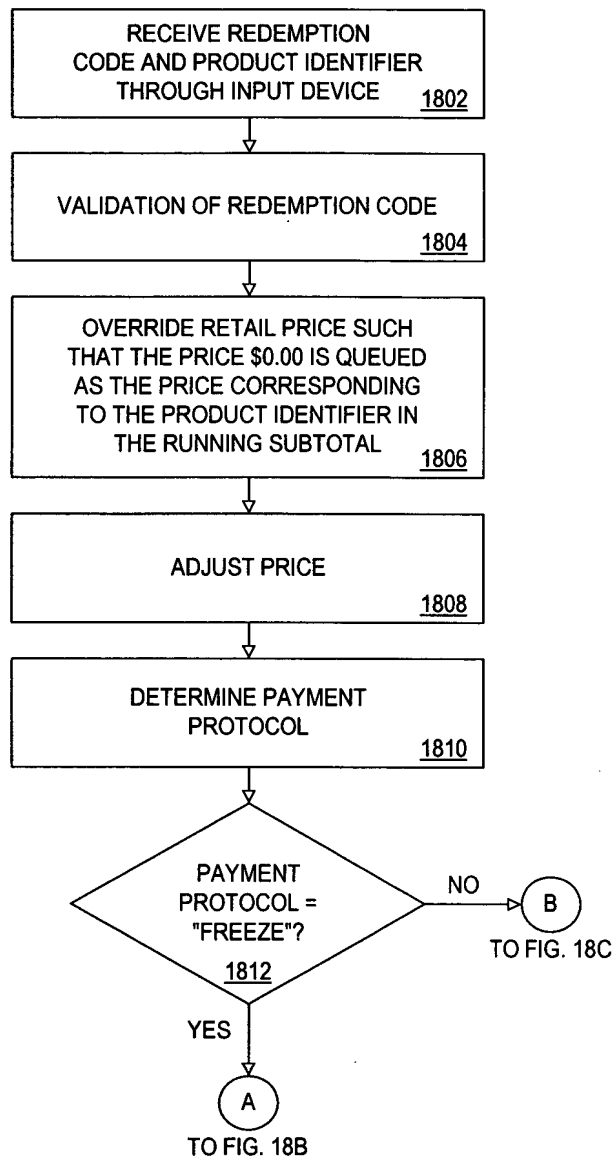 RECEIVE REDEMPTION
CODE AND PRODUCT IDENTIFIER
THROUGH INPUT DEVICE
1802
VALIDATION OF REDEMPTION CODE
1804
OVERRIDE RETAIL PRICE SUCH
THAT THE PRICE $0.00 IS QUEUED
AS THE PRICE CORRESPONDING
TO THE PRODUCT IDENTIFIER IN
THE RUNNING SUBTOTAL
1806
ADJUST PRICE
1808
DETERMINE PAYMENT
PROTOCOL
1810
PAYMENT
PROTOCOL =
"FREEZE"?
1812
NO
B
TO FIG. 18C
YES
A
TO FIG. 18B